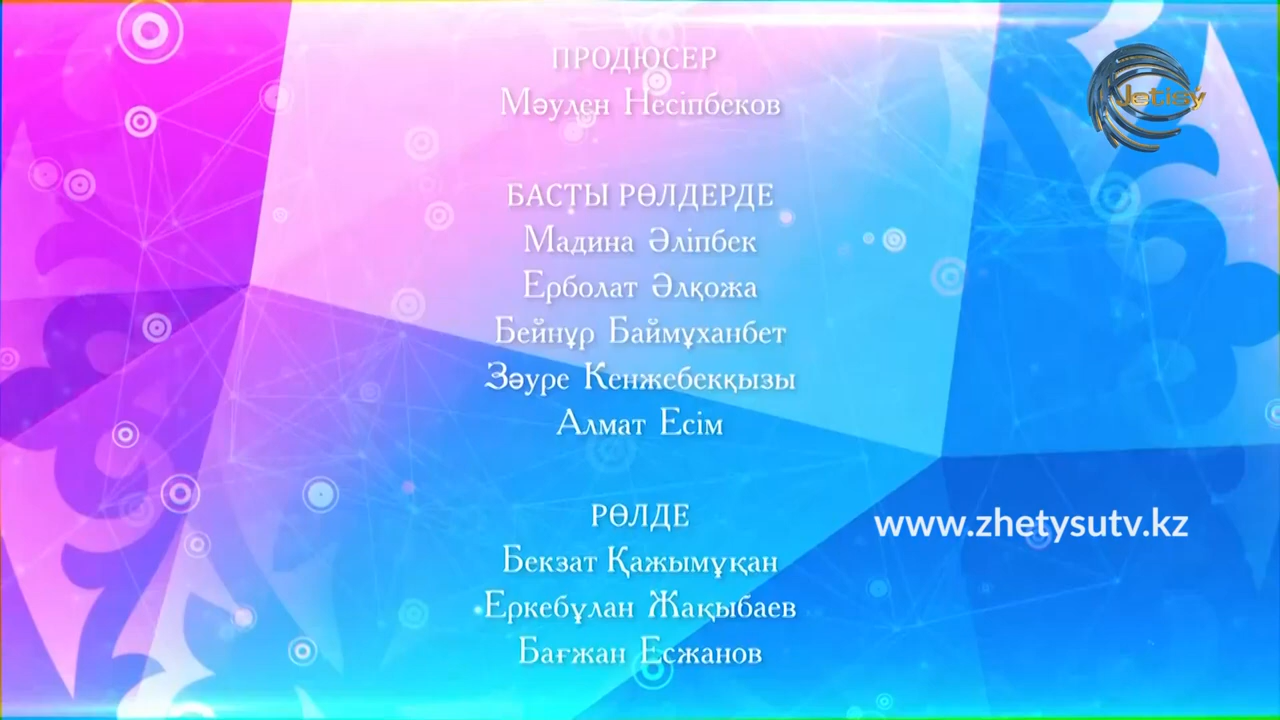 ПРОДЮСЕР
Мәулен Несіпбеков
Jetisý
БАСТЫ РӨЛДЕРДЕ
Мадина Әліпбек
Ерболат Әлқожа
Бейнұр Баймұханбет
Зәуре Кенжебекқызы
Алмат Есім
РӨЛДЕ
www.zhetysutv.kz
Бекзат Қажымұқан
Еркебұлан Жақыбаев
Бағжан Есжанов